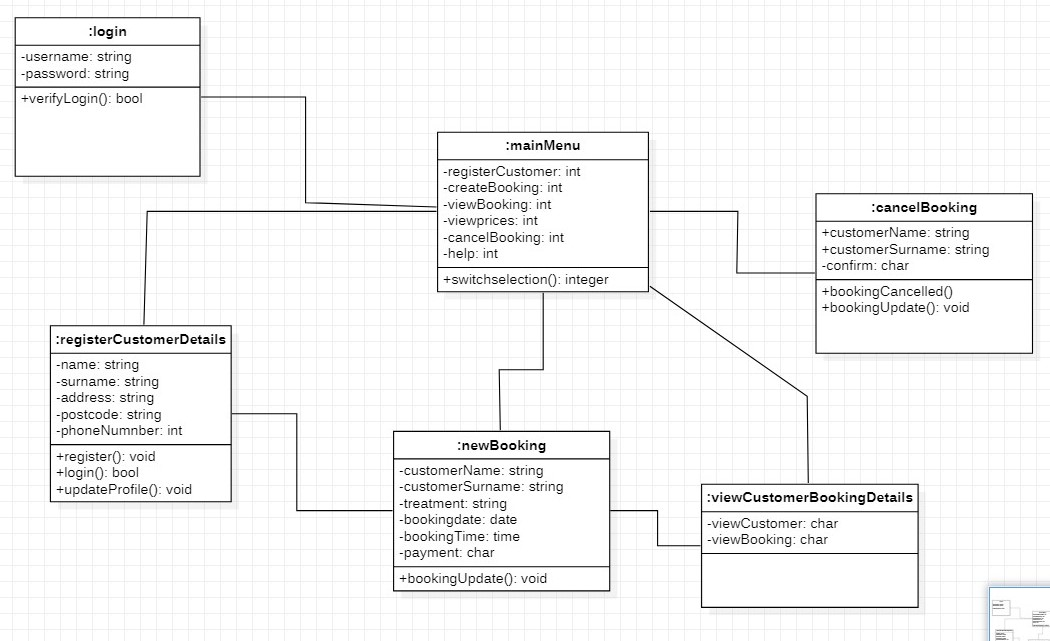 :login
-username: string
-password: string
+verifyLogin(): bool
:mainMenu
-registerCustomer: int
-createBooking: int
-viewBooking: int
-viewprices: int
-cancelBooking: int
-help: int
+switchselection(): integer
:cancelBooking
+customerName: string
+customerSurname: string
-confirm: char
+bookingCancelled()
+bookingUpdate(): void
:registerCustomerDetails
-name: string
-surname: string
-address: string
-postcode: string
-phoneNumnber: int
+register(): void
+login(): bool
+updateProfile(): void
:newBooking
-customerName: string
-customerSurname: string
-treatment: string
-bookingdate: date
-bookingTime: time
-payment: char
+bookingUpdate(): void
:viewCustomerBookingDetails
-viewCustomer: char
-viewBooking: char